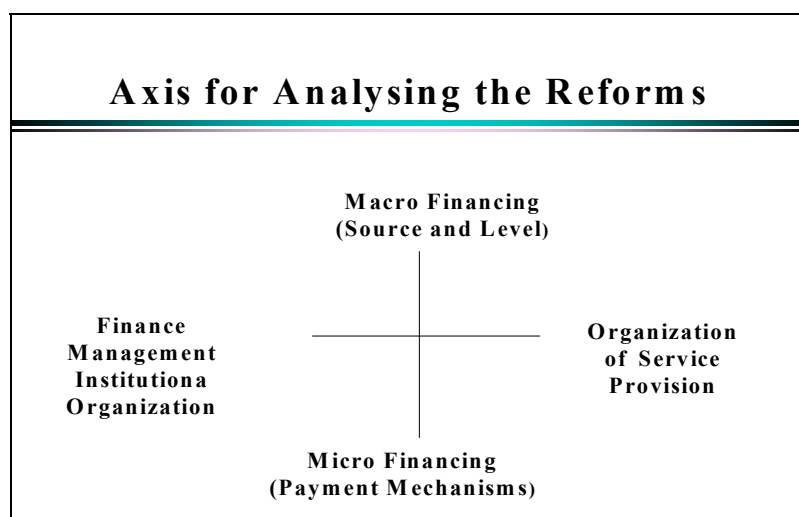 Axis for Analysing the Reforms
Macro Financing
(Source and Level)
Finance
Management
Institutiona
Organization
Organization
of Service
Provision
Micro Financing
(Payment Mechanisms)